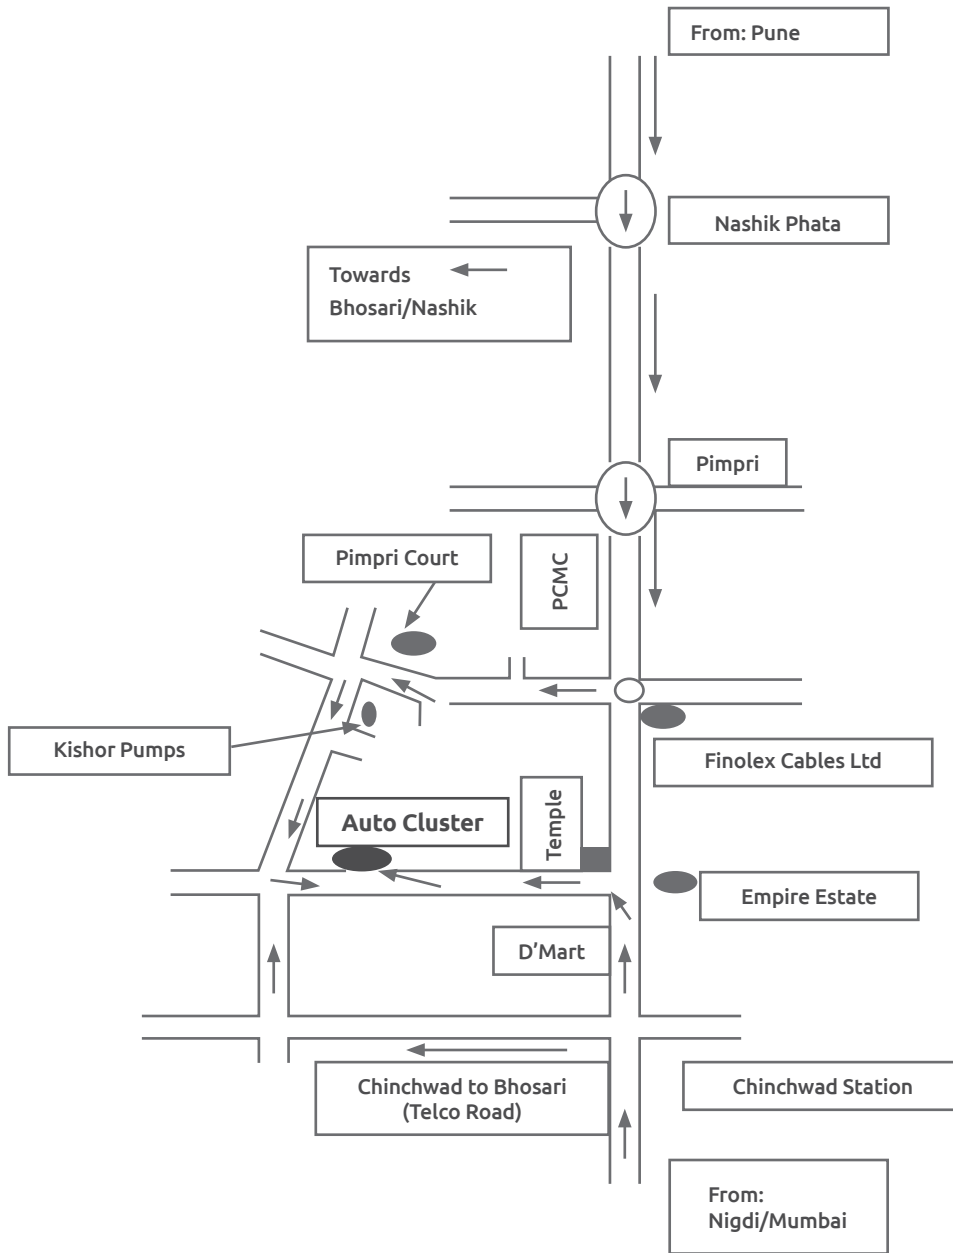 From: Pune
Nashik Phata
Towards
Bhosari/Nashik
Pimpri
Pimpri Court
PCMC
Kishor Pumps
Finolex Cables Ltd
Auto Cluster
Temple
Empire Estate
D’Mart
Chinchwad to Bhosari
(Telco Road)
Chinchwad Station
From:
Nigdi/Mumbai